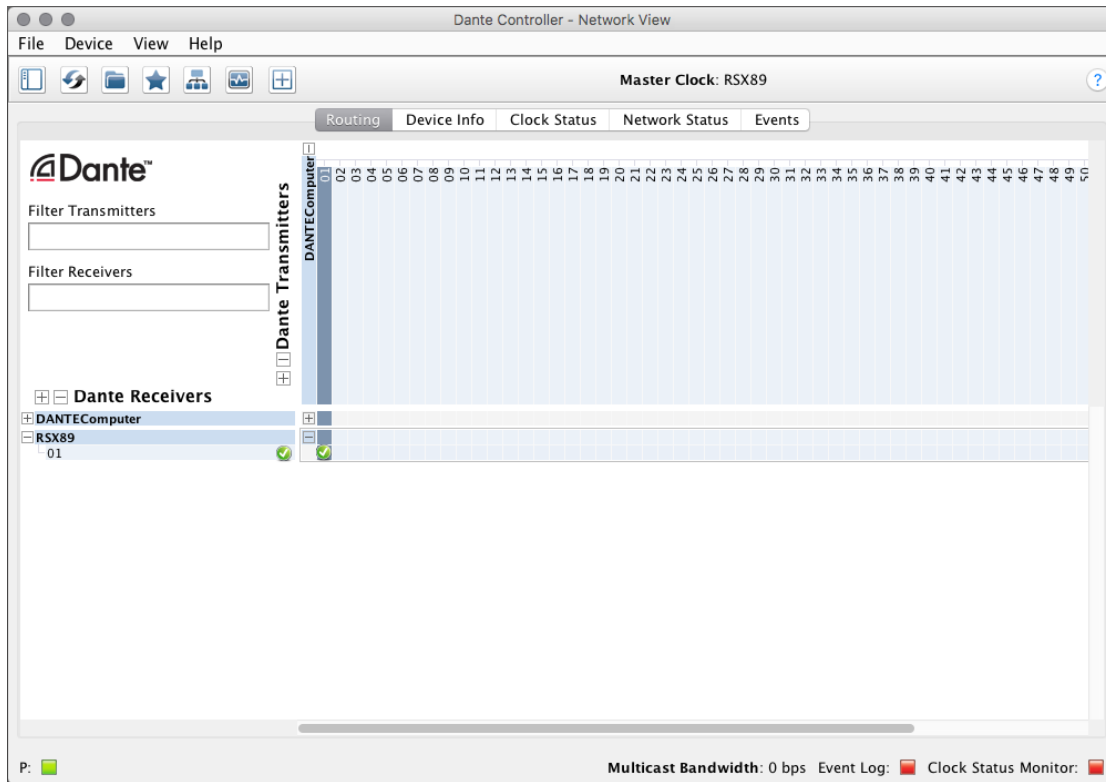 Dante Controller - Network View
File Device View Help
Master Clock: RSX89
?
Routing Device Info Clock Status Network Status Events
Dante™
Filter Transmitters
Filter Receivers
Dante Transmitters
DANTEComputer
01 02 03 04 05 06 07 08 09 10 11 12 13 14 15 16 17 18 19 20 21 22 23 24 25 26 27 28 29 30 31 32 33 34 35 36 37 38 39 40 41 42 43 44 45 46 47 48 49 50
Dante Receivers
DANTEComputer
RSX89
01
P: Multicast Bandwidth: 0 bps Event Log: Clock Status Monitor: